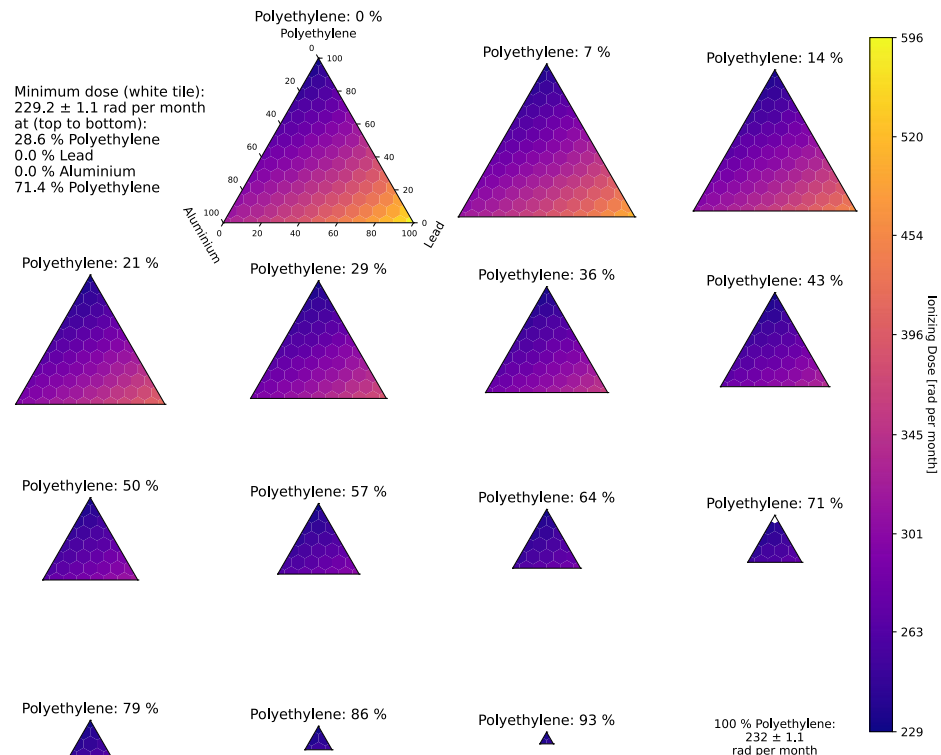 Polyethylene: 0 %
Polyethylene
0
100
20
80
40
60
60
40
80
20
100
0
0 20 40 60 80 100
Aluminium
Lead
Minimum dose (white tile):
229.2 ± 1.1 rad per month
at (top to bottom):
28.6 % Polyethylene
0.0 % Lead
0.0 % Aluminium
71.4 % Polyethylene
Polyethylene: 7 %
Polyethylene: 14 %
Polyethylene: 21 %
Polyethylene: 29 %
Polyethylene: 36 %
Polyethylene: 43 %
Polyethylene: 50 %
Polyethylene: 57 %
Polyethylene: 64 %
Polyethylene: 71 %
Polyethylene: 79 %
Polyethylene: 86 %
Polyethylene: 93 %
100 % Polyethylene:
232 ± 1.1
rad per month
596
520
454
396
345
301
263
229
Ionizing Dose [rad per month]